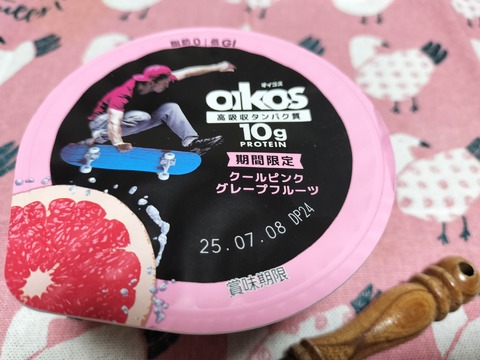 脂肪0 低GI
オイコス
oikos
高吸収タンパク質
10g
PROTEIN
期間限定
クールピンク
グレープフルーツ
25.07.08 DP24
賞味期限